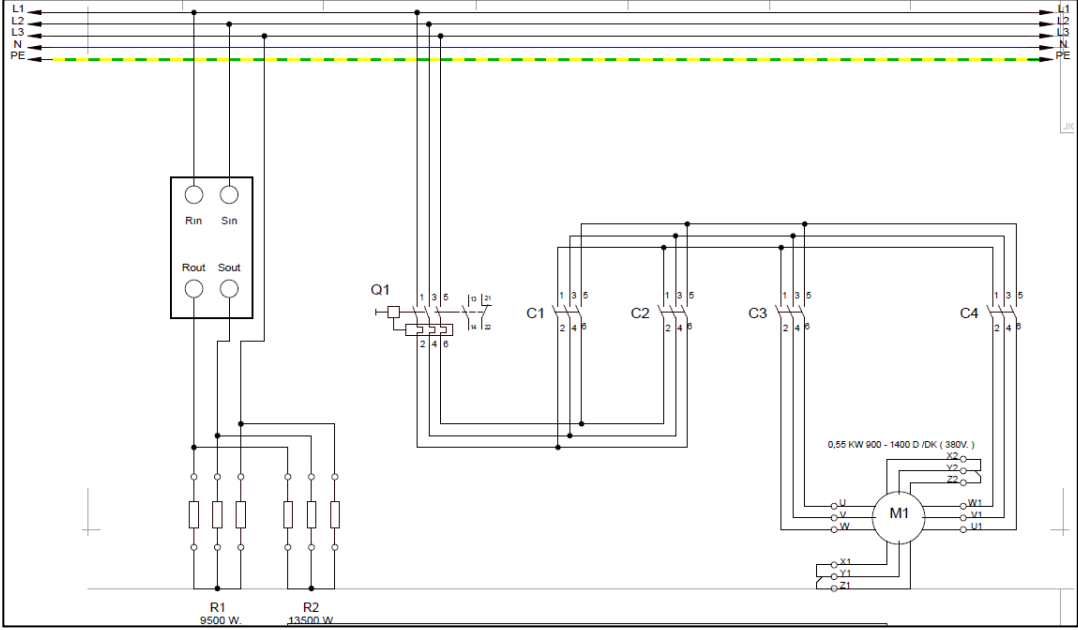 L1 L1
L2 L2
L3 L3
N N
PE PE
JK
Rın Sın
Rout Sout
Q1
1 3 5 13 21
14 22
2 4 6
C1
1 3 5
2 4 6
C2
1 3 5
2 4 6
C3
1 3 5
2 4 6
C4
1 3 5
2 4 6
0,55 KW 900 - 1400 D /DK ( 380V. )
X2
Y2
Z2
U W1
V M1 V1
W U1
X1
Y1
Z1
R1 R2
9500 W. 13500 W